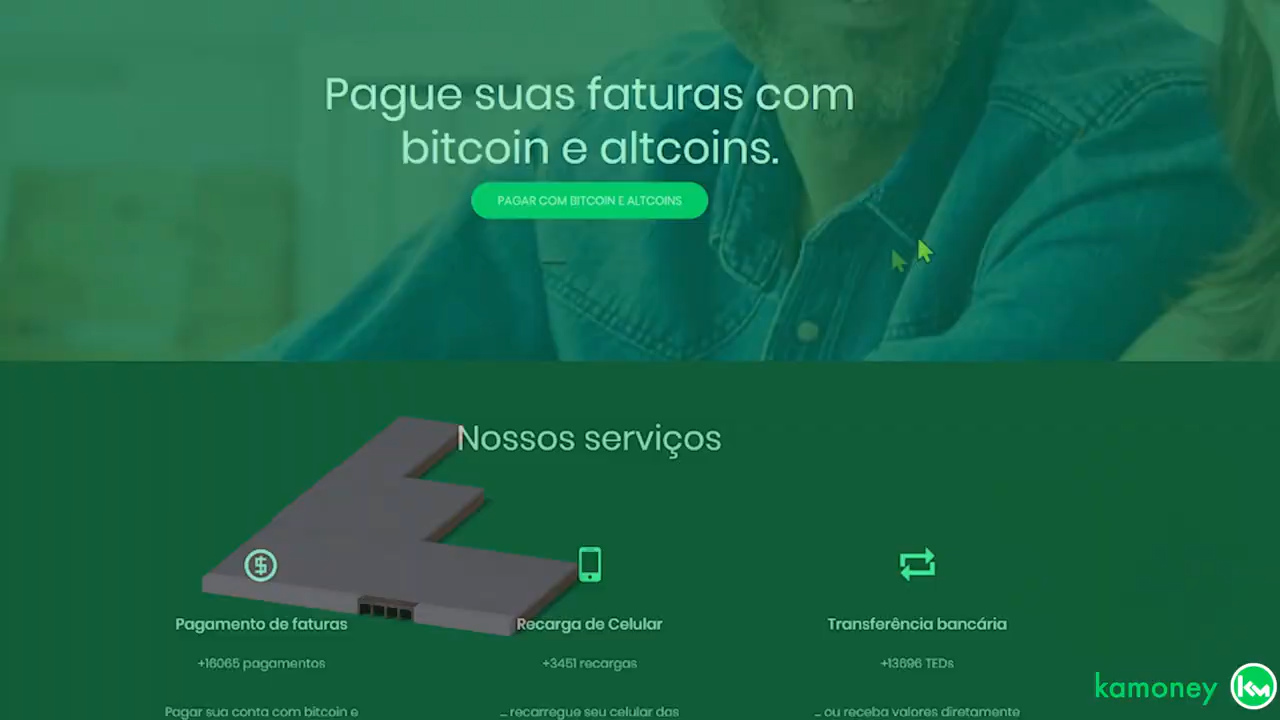 Pague suas faturas com
bitcoin e altcoins.
PAGAR COM BITCOIN E ALTCOINS
Nossos serviços
Pagamento de faturas
Recarga de Celular
Transferência bancária
+16065 pagamentos
+3451 recargas
+13696 TEDs
Pagar sua conta com bitcoin e
... recarregue seu celular das
... ou receba valores diretamente
kamoney